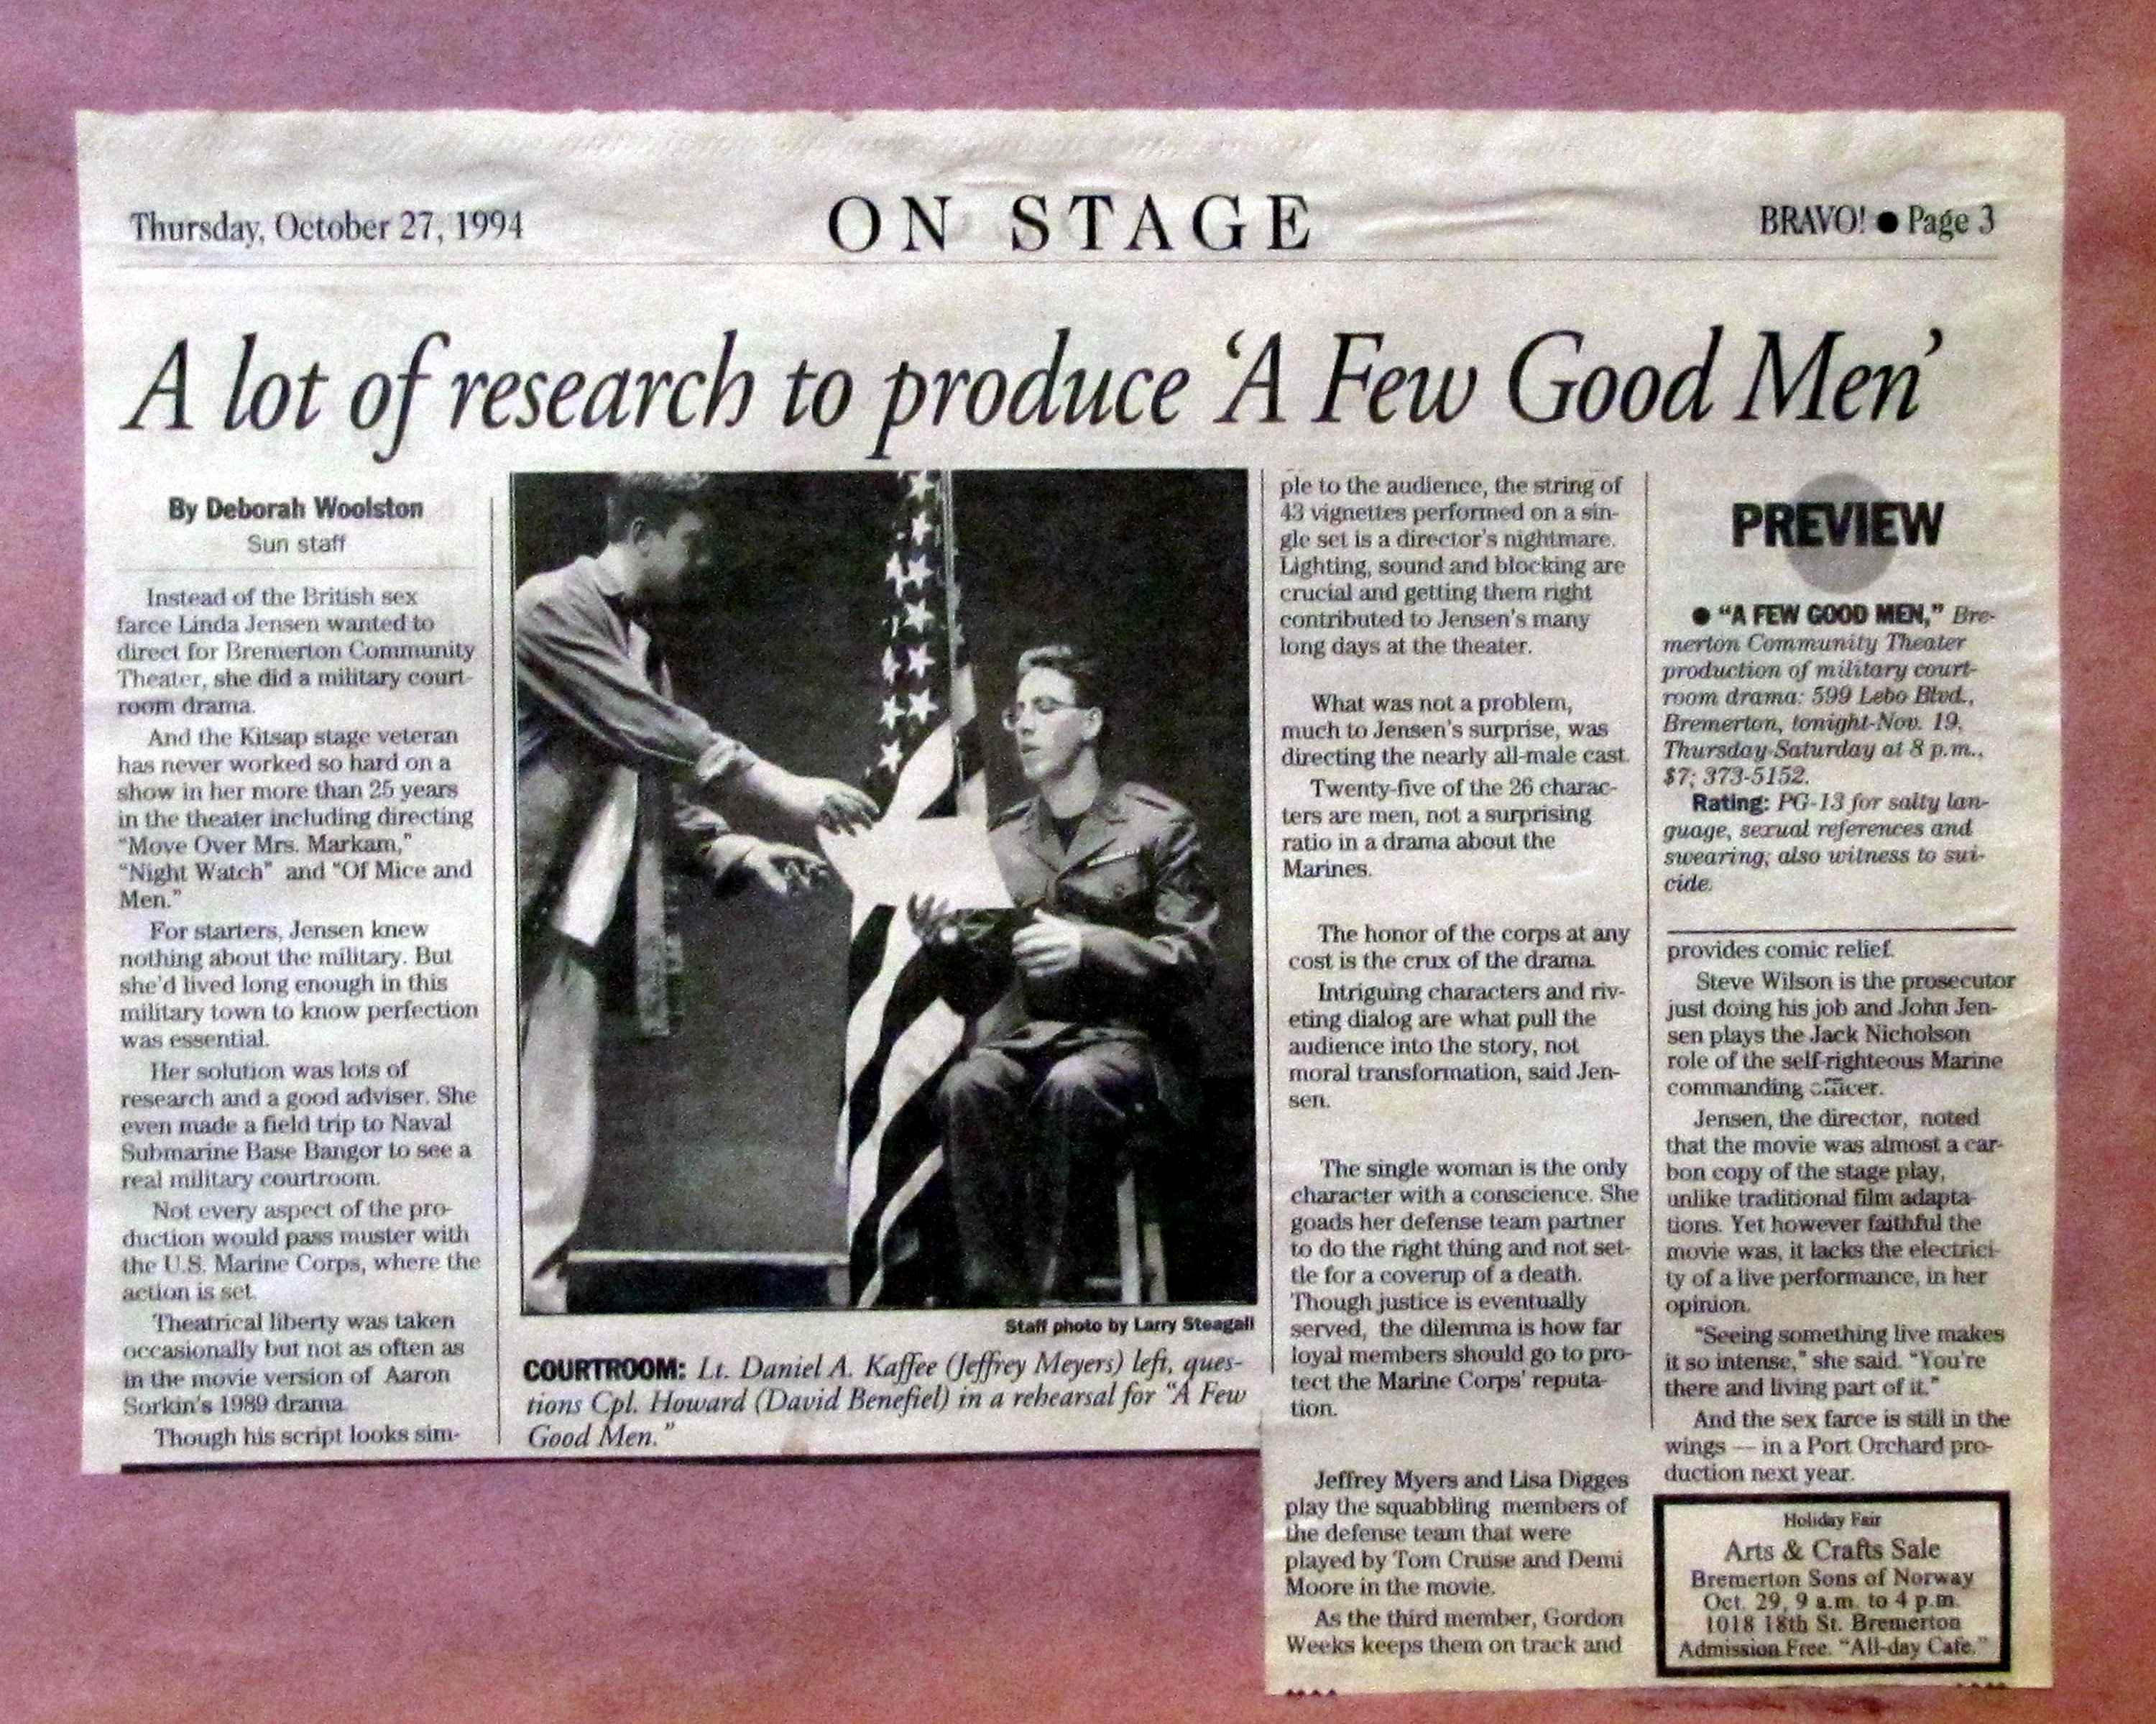 Thursday, October 27, 1994
ON STAGE
BRAVO! ● Page 3
A lot of research to produce ‘A Few Good Men’
By Deborah Woolston
Sun staff
Instead of the British sex
farce Linda Jensen wanted to
direct for Bremerton Community
Theater, she did a military court-
room drama.
And the Kitsap stage veteran
has never worked so hard on a
show in her more than 25 years
in the theater including directing
“Move Over Mrs. Markam,”
“Night Watch” and “Of Mice and
Men.”
For starters, Jensen knew
nothing about the military. But
she’d lived long enough in this
military town to know perfection
was essential.
Her solution was lots of
research and a good adviser. She
even made a field trip to Naval
Submarine Base Bangor to see a
real military courtroom.
Not every aspect of the pro-
duction would pass muster with
the U.S. Marine Corps, where the
action is set.
Theatrical liberty was taken
occasionally but not as often as
in the movie version of Aaron
Sorkin’s 1989 drama.
Though his script looks sim-
Staff photo by Larry Steagall
COURTROOM: Lt. Daniel A. Kaffee (Jeffrey Meyers) left, ques-
tions Cpl. Howard (David Benefiel) in a rehearsal for “A Few
Good Men.”
ple to the audience, the string of
43 vignettes performed on a sin-
gle set is a director’s nightmare.
Lighting, sound and blocking are
crucial and getting them right
contributed to Jensen’s many
long days at the theater.
What was not a problem,
much to Jensen’s surprise, was
directing the nearly all-male cast.
Twenty-five of the 26 charac-
ters are men, not a surprising
ratio in a drama about the
Marines.
The honor of the corps at any
cost is the crux of the drama.
Intriguing characters and riv-
eting dialog are what pull the
audience into the story, not
moral transformation, said Jen-
sen.
The single woman is the only
character with a conscience. She
goads her defense team partner
to do the right thing and not set-
tle for a coverup of a death.
Though justice is eventually
served, the dilemma is how far
loyal members should go to pro-
tect the Marine Corps’ reputa-
tion.
Jeffrey Myers and Lisa Digges
play the squabbling members of
the defense team that were
played by Tom Cruise and Demi
Moore in the movie.
As the third member, Gordon
Weeks keeps them on track and
PREVIEW
● “A FEW GOOD MEN,” Bre-
merton Community Theater
production of military court-
room drama: 599 Lebo Blvd.,
Bremerton, tonight-Nov. 19,
Thursday-Saturday at 8 p.m.,
$7; 373-5152.
Rating: PG-13 for salty lan-
guage, sexual references and
swearing; also witness to sui-
cide.
provides comic relief.
Steve Wilson is the prosecutor
just doing his job and John Jen-
sen plays the Jack Nicholson
role of the self-righteous Marine
commanding officer.
Jensen, the director, noted
that the movie was almost a car-
bon copy of the stage play,
unlike traditional film adapta-
tions. Yet however faithful the
movie was, it lacks the electrici-
ty of a live performance, in her
opinion.
“Seeing something live makes
it so intense,” she said. “You’re
there and living part of it.”
And the sex farce is still in the
wings — in a Port Orchard pro-
duction next year.
Holiday Fair
Arts & Crafts Sale
Bremerton Sons of Norway
Oct. 29, 9 a.m. to 4 p.m.
1018 18th St. Bremerton
Admission Free. “All-day Cafe.”